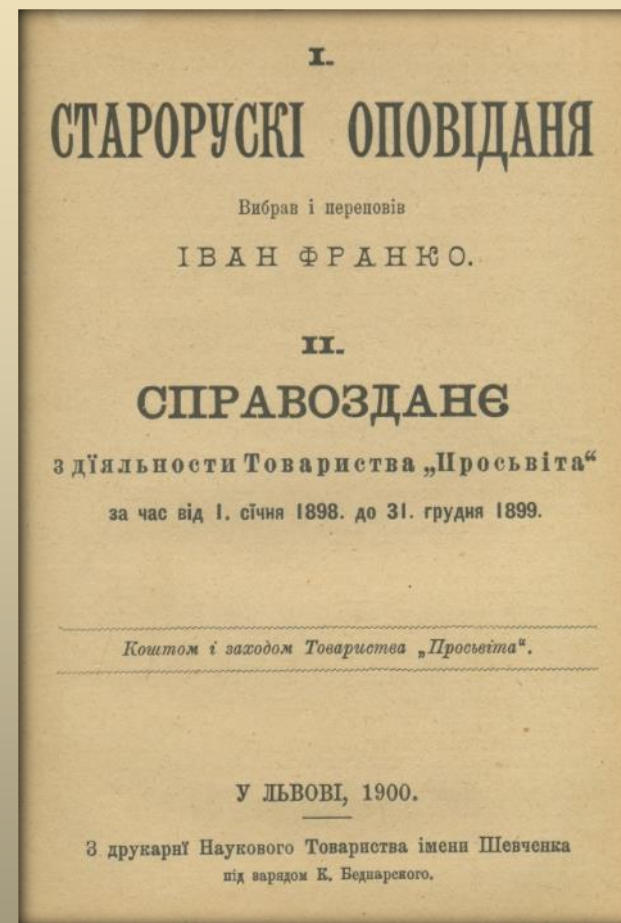 I.
СТАРОРУСКІ ОПОВІДАНЯ
Вибрав і переповів
ІВАН ФРАНКО.
II.
СПРАВОЗДАНЄ
з дїяльности Товариства „Просьвіта“
за час від 1. сїчня 1898. до 31. грудня 1899.
Коштом і заходом Товариства „Просьвіта“.
У ЛЬВОВІ, 1900.
З друкарнї Наукового Товариства імени Шевченка
під зарядом К. Беднарского.